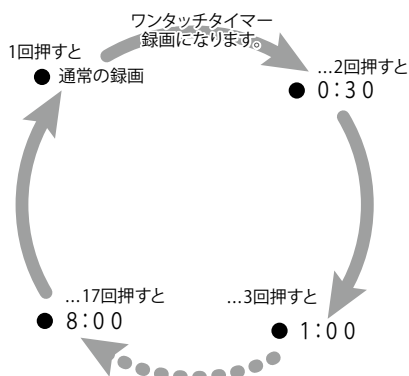 ワンタッチタイマー
録画になります。
1回押すと
● 通常の録画
...2回押すと
● 0:30
...3回押すと
● 1:00
...17回押すと
● 8:00